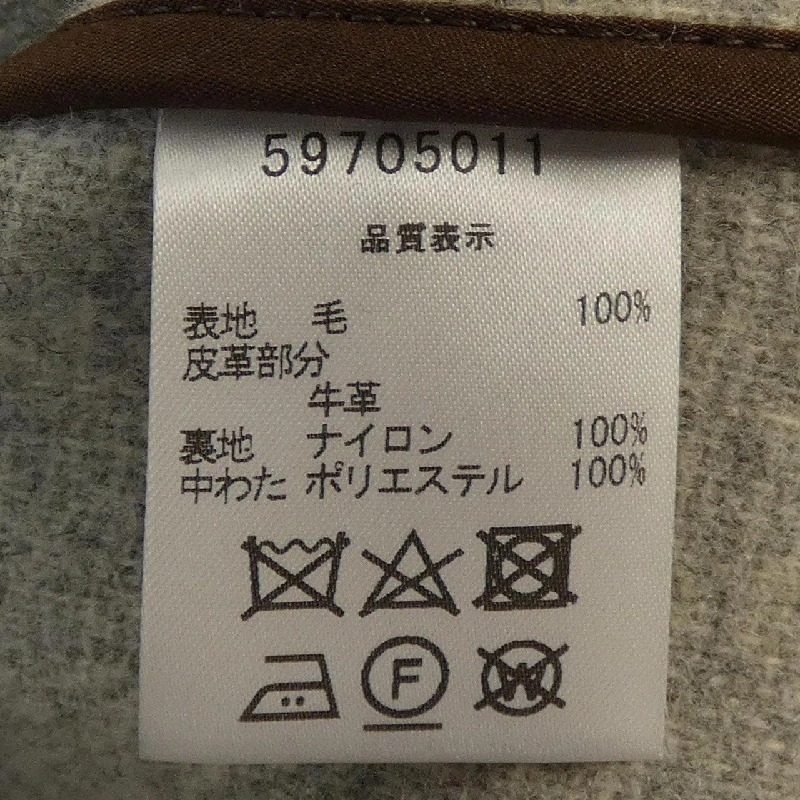 59705011
品質表示
表地 毛 100%
皮革部分
牛革
裏地 ナイロン 100%
中わた ポリエステル 100%
F W